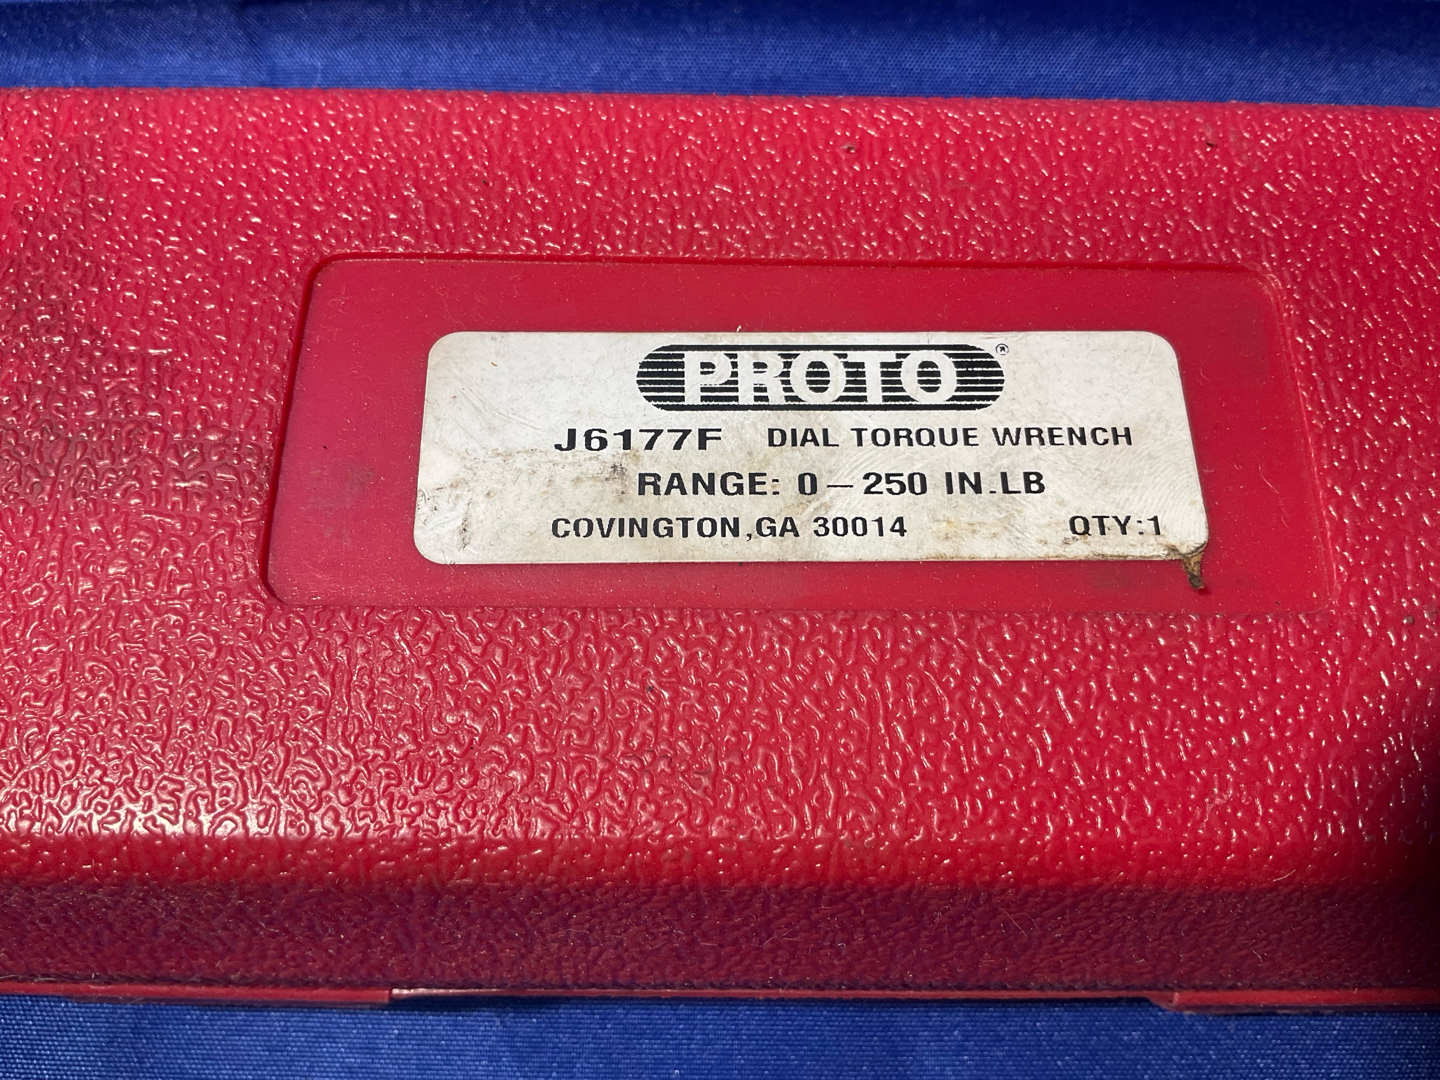 PROTO®
J6177F DIAL TORQUE WRENCH
RANGE: 0-250 IN.LB
COVINGTON,GA 30014 QTY:1